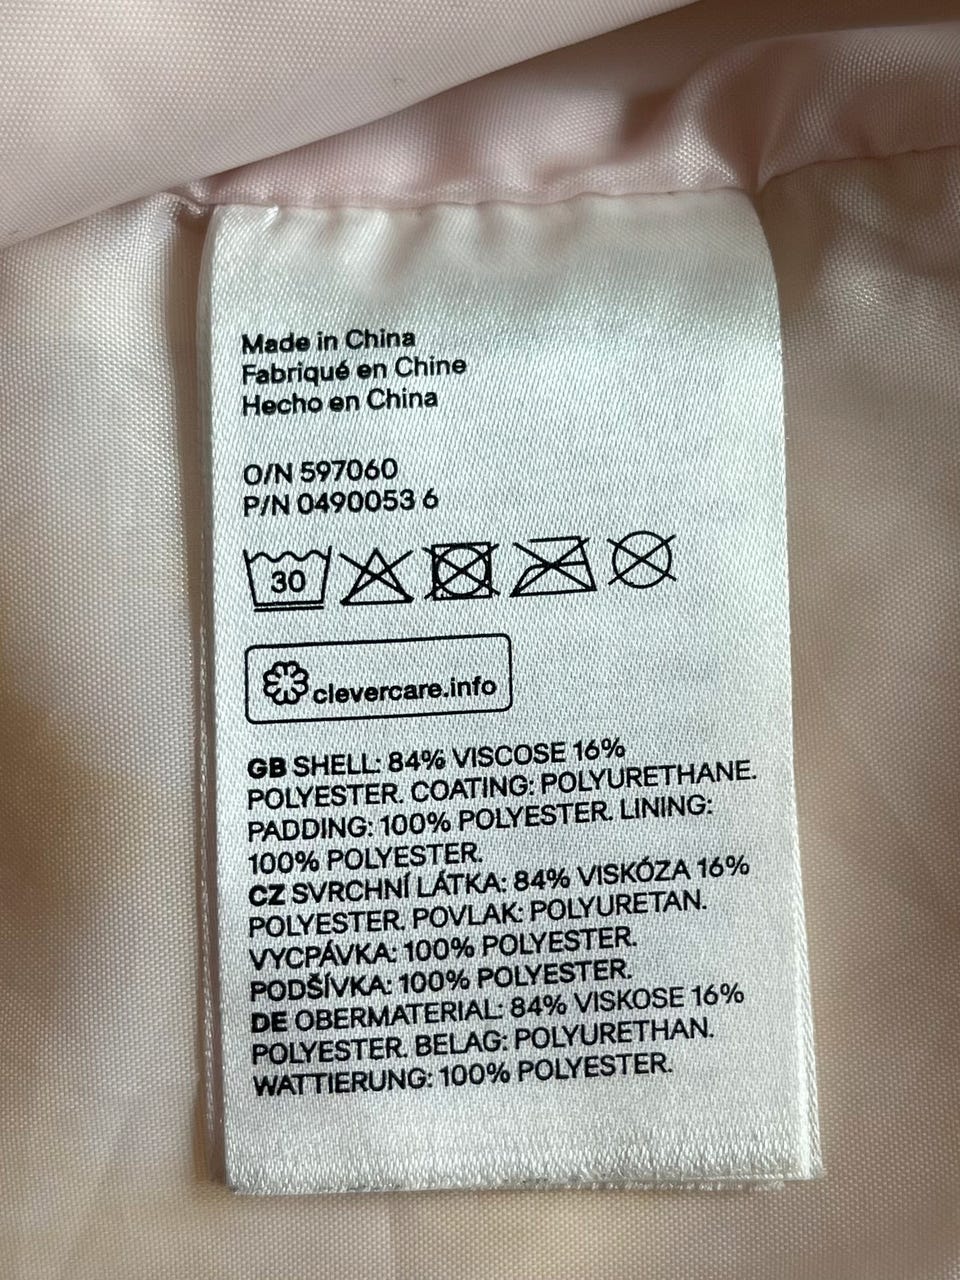 Made in China
Fabriqué en Chine
Hecho en China
O/N 597060
P/N 0490053 6
30
clevercare.info
GB SHELL: 84% VISCOSE 16%
POLYESTER. COATING: POLYURETHANE.
PADDING: 100% POLYESTER. LINING:
100% POLYESTER.
CZ SVRCHNÍ LÁTKA: 84% VISKÓZA 16%
POLYESTER. POVLAK: POLYURETAN.
VYCPÁVKA: 100% POLYESTER.
PODŠÍVKA: 100% POLYESTER.
DE OBERMATERIAL: 84% VISKOSE 16%
POLYESTER. BELAG: POLYURETHAN.
WATTIERUNG: 100% POLYESTER.